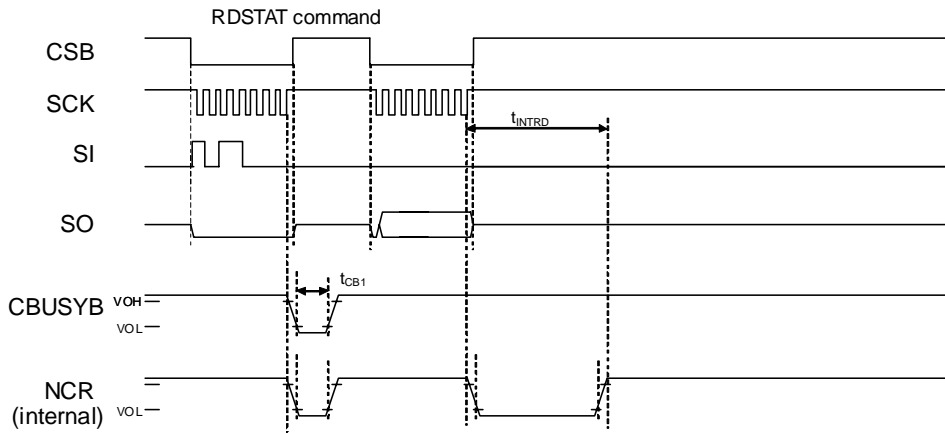 RDSTAT command
CSB
SCK
tINTRD
SI
SO
tCB1
CBUSYB VOH
VOL
NCR
(internal) VOL